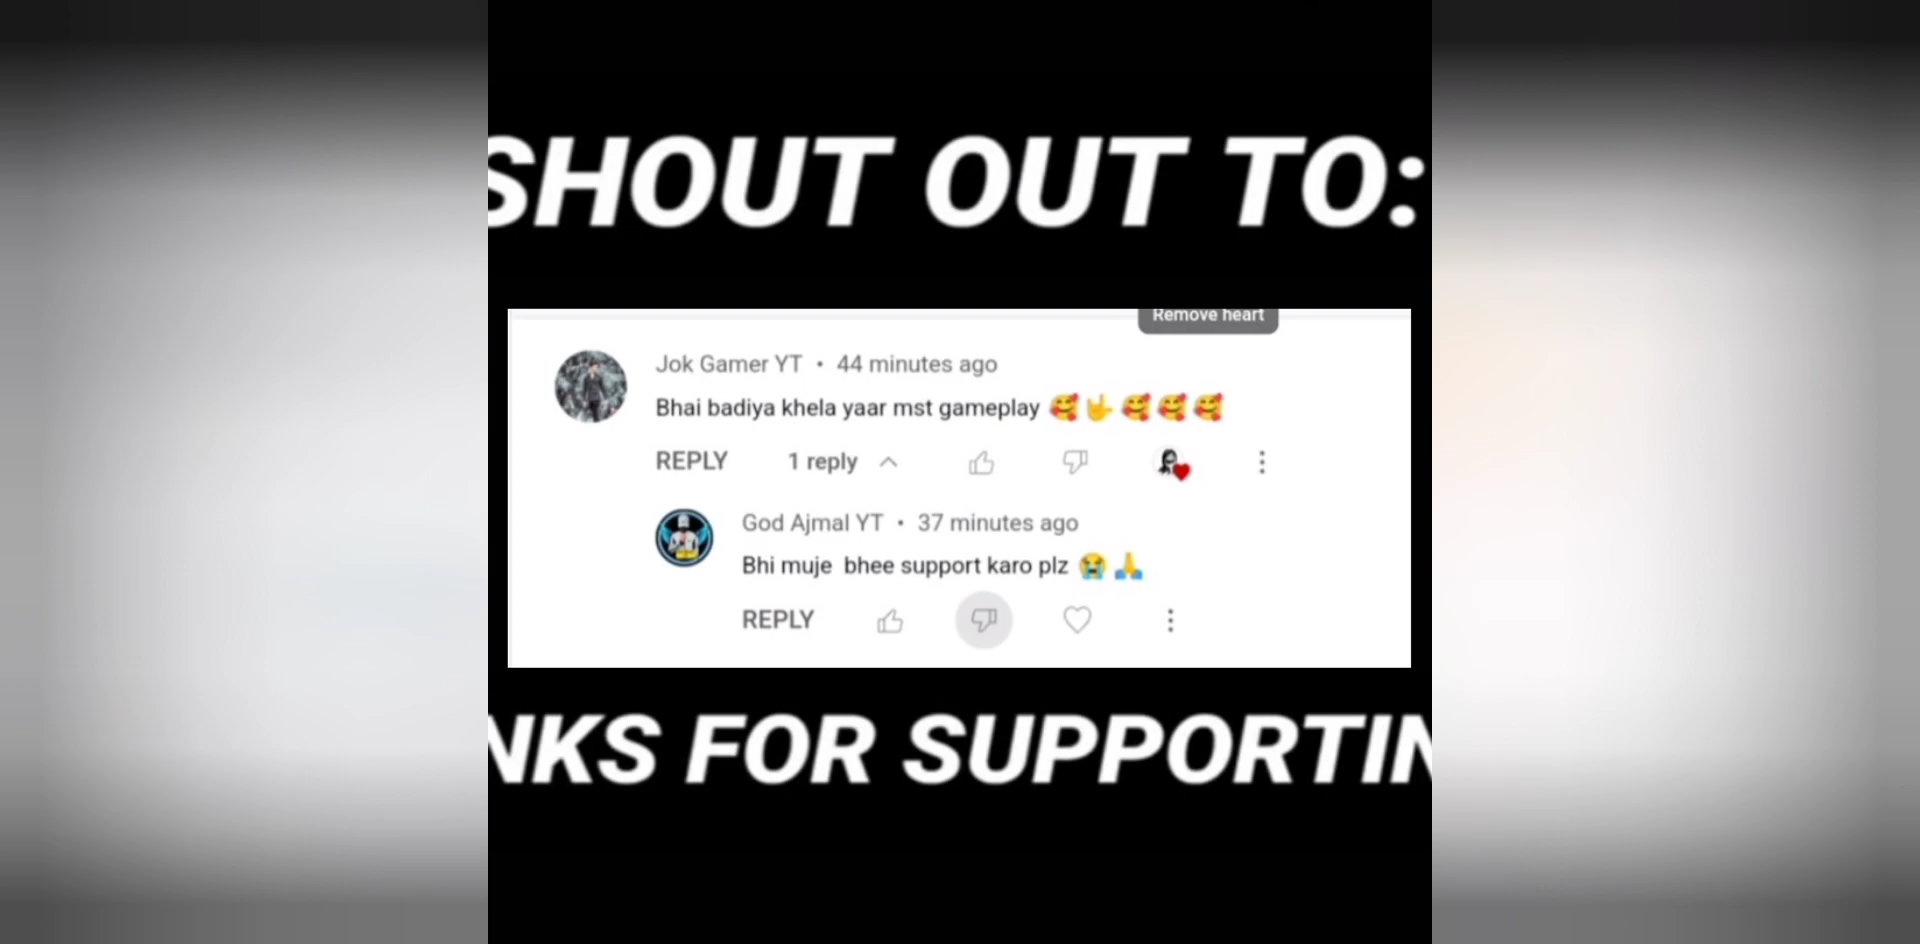 SHOUT OUT TO:
Remove heart
Jok Gamer YT • 44 minutes ago
Bhai badiya khela yaar mst gameplay 🥰🤟🥰🥰🥰
REPLY 1 reply
God Ajmal YT • 37 minutes ago
Bhi muje bhee support karo plz 😭🙏
REPLY
NKS FOR SUPPORTIN